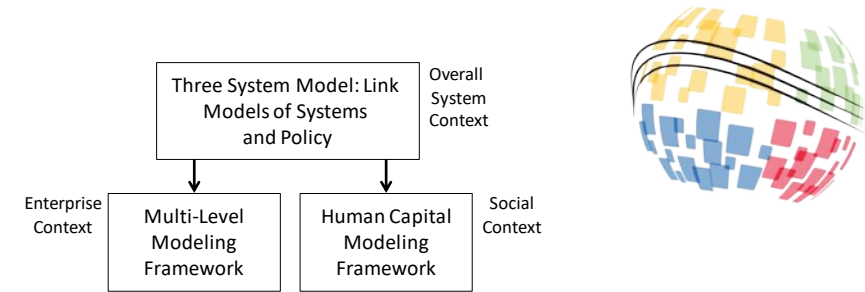 Three System Model: Link
Models of Systems
and Policy
Overall
System
Context
Enterprise
Context
Multi-Level
Modeling
Framework
Human Capital
Modeling
Framework
Social
Context